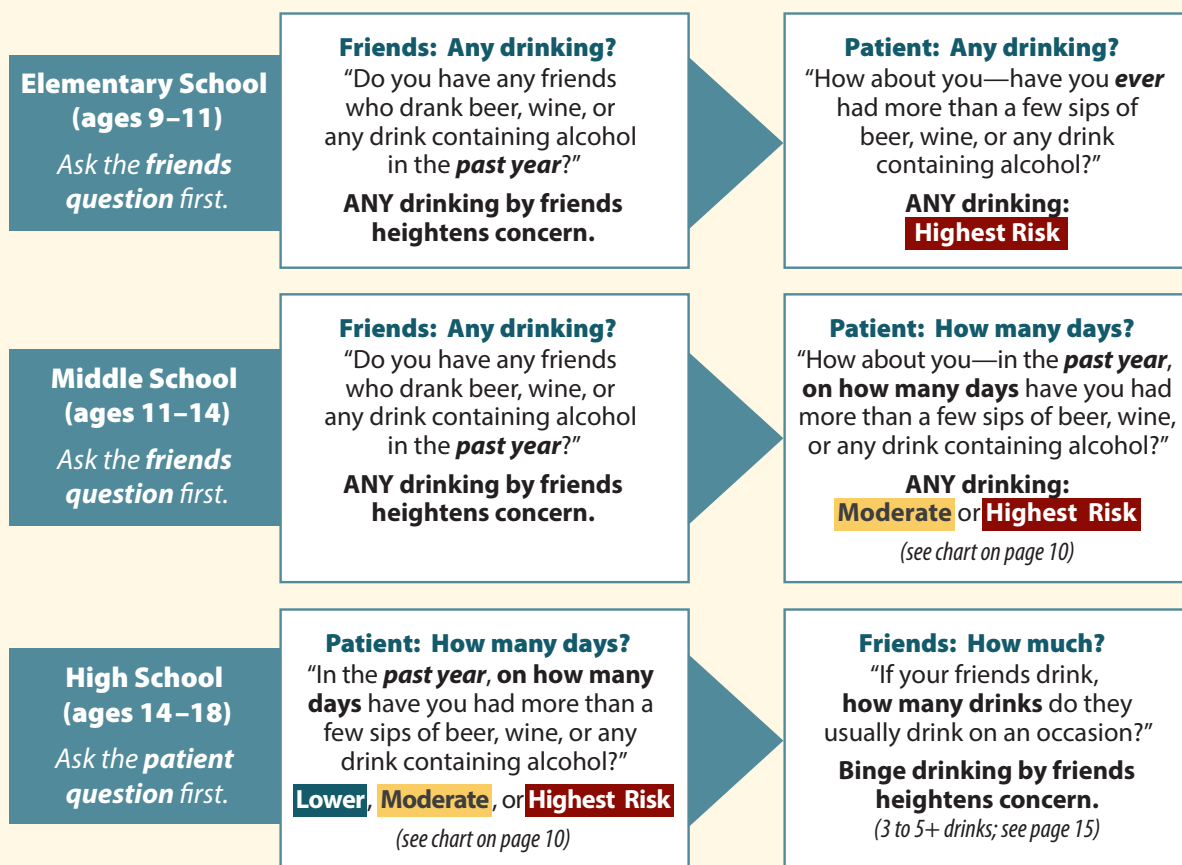 Elementary School
(ages 9–11)
Ask the friends
question first.
Friends: Any drinking?
“Do you have any friends
who drank beer, wine, or
any drink containing alcohol
in the past year?”
ANY drinking by friends
heightens concern.
Patient: Any drinking?
“How about you—have you ever
had more than a few sips of
beer, wine, or any drink
containing alcohol?”
ANY drinking:
Highest Risk
Middle School
(ages 11–14)
Ask the friends
question first.
Friends: Any drinking?
“Do you have any friends
who drank beer, wine, or
any drink containing alcohol
in the past year?”
ANY drinking by friends
heightens concern.
Patient: How many days?
“How about you—in the past year,
on how many days have you had
more than a few sips of beer, wine,
or any drink containing alcohol?”
ANY drinking:
Moderate or Highest Risk
(see chart on page 10)
High School
(ages 14–18)
Ask the patient
question first.
Patient: How many days?
“In the past year, on how many
days have you had more than a
few sips of beer, wine, or any
drink containing alcohol?”
Lower, Moderate, or Highest Risk
(see chart on page 10)
Friends: How much?
“If your friends drink,
how many drinks do they
usually drink on an occasion?”
Binge drinking by friends
heightens concern.
(3 to 5+ drinks; see page 15)